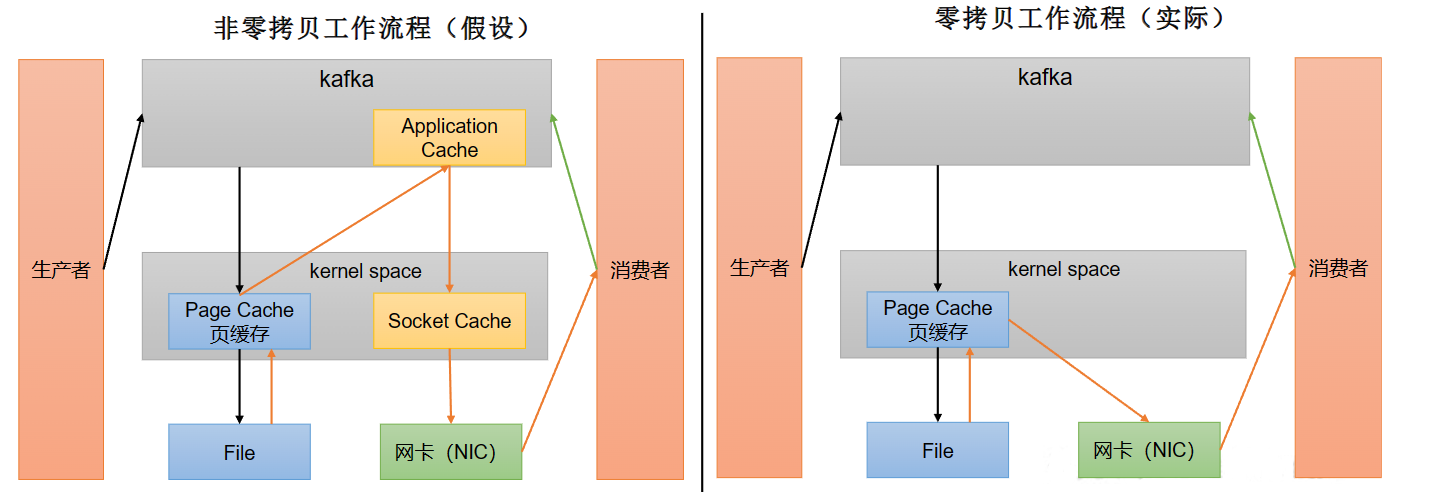 非零拷贝工作流程（假设）
kafka
Application
Cache
生产者
kernel space
Page Cache
页缓存
Socket Cache
消费者
File
网卡（NIC）
零拷贝工作流程（实际）
kafka
生产者
kernel space
Page Cache
页缓存
消费者
File
网卡（NIC）